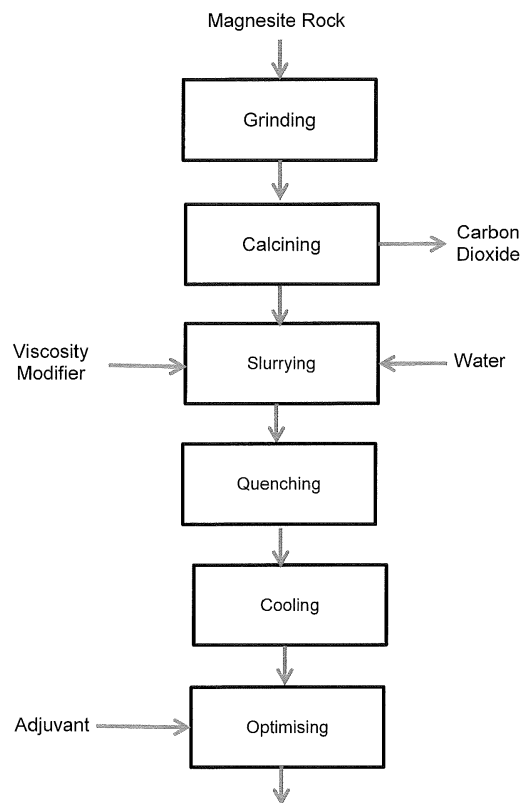 Magnesite Rock
Grinding
Calcining
Carbon
Dioxide
Viscosity
Modifier
Slurrying
Water
Quenching
Cooling
Adjuvant
Optimising